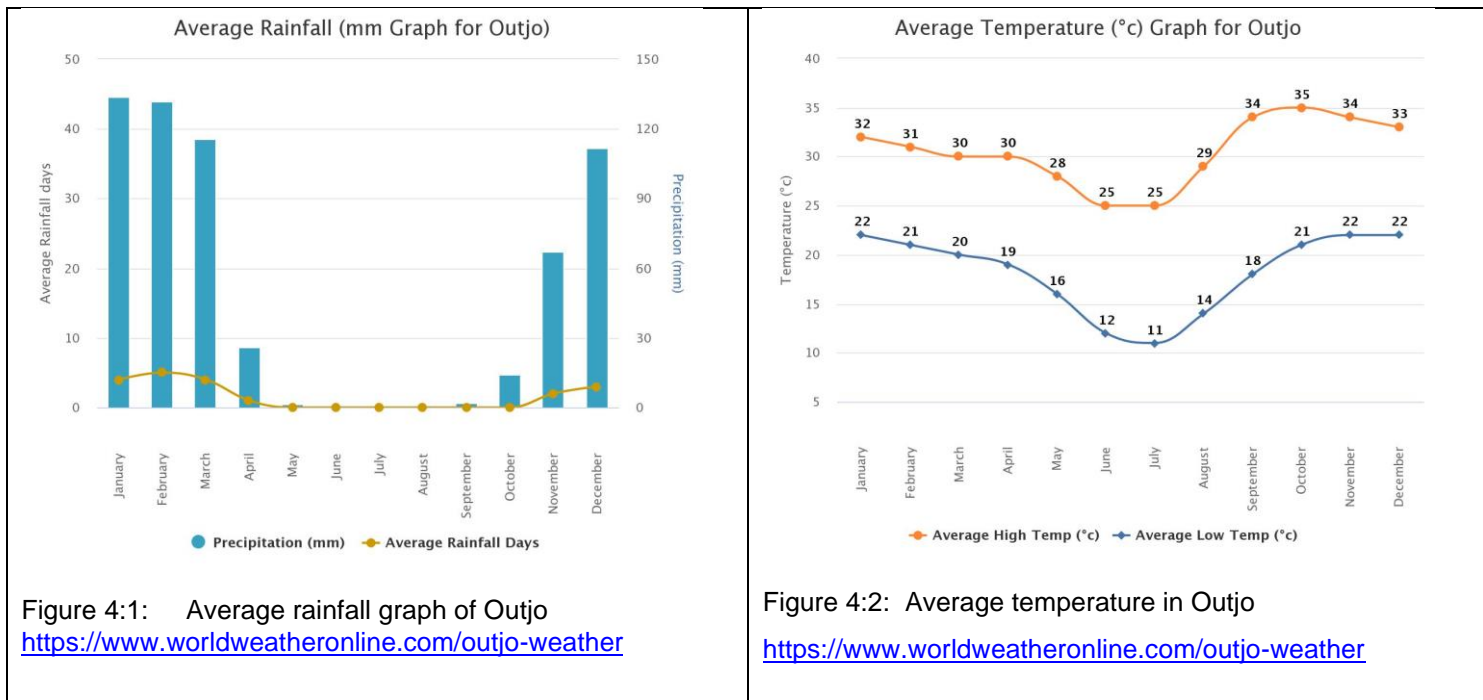 Average Rainfall (mm Graph for Outjo)
50
40
30
20
10
0
Average Rainfall days
150
120
90
60
30
0
Precipitation (mm)
January
February
March
April
May
June
July
August
September
October
November
December
Precipitation (mm) Average Rainfall Days
Figure 4:1: Average rainfall graph of Outjo
https://www.worldweatheronline.com/outjo-weather
Average Temperature (°c) Graph for Outjo
40
35
30
25
20
15
10
5
Temperature (°c)
32 31 30 30 28 25 25 29 34 35 34 33
22 21 20 19 16 12 11 14 18 21 22 22
January
February
March
April
May
June
July
August
September
October
November
December
Average High Temp (°c) Average Low Temp (°c)
Figure 4:2: Average temperature in Outjo
https://www.worldweatheronline.com/outjo-weather